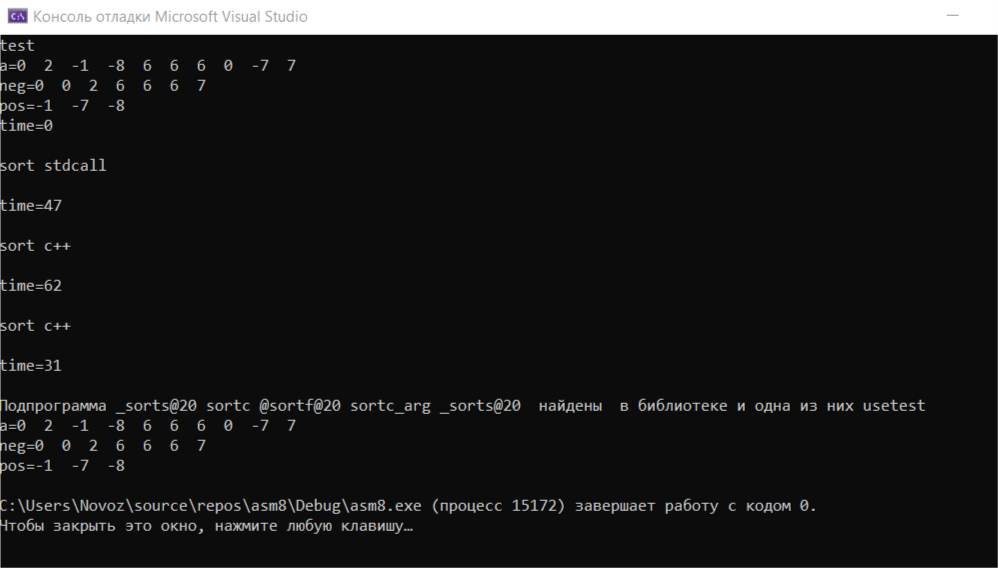 Консоль отладки Microsoft Visual Studio
test
a=0  2  -1  -8  6  6  6  0  -7  7
neg=0  0  2  6  6  6  7
pos=-1  -7  -8
time=0
sort stdcall
time=47
sort c++
time=62
sort c++
time=31
Подпрограмма _sorts@20 sortc @sortf@20 sortc_arg _sorts@20  найдены  в библиотеке и одна из них usetest
a=0  2  -1  -8  6  6  6  0  -7  7
neg=0  0  2  6  6  6  7
pos=-1  -7  -8
C:\Users\Novoz\source\repos\asm8\Debug\asm8.exe (процесс 15172) завершает работу с кодом 0.
Чтобы закрыть это окно, нажмите любую клавишу…